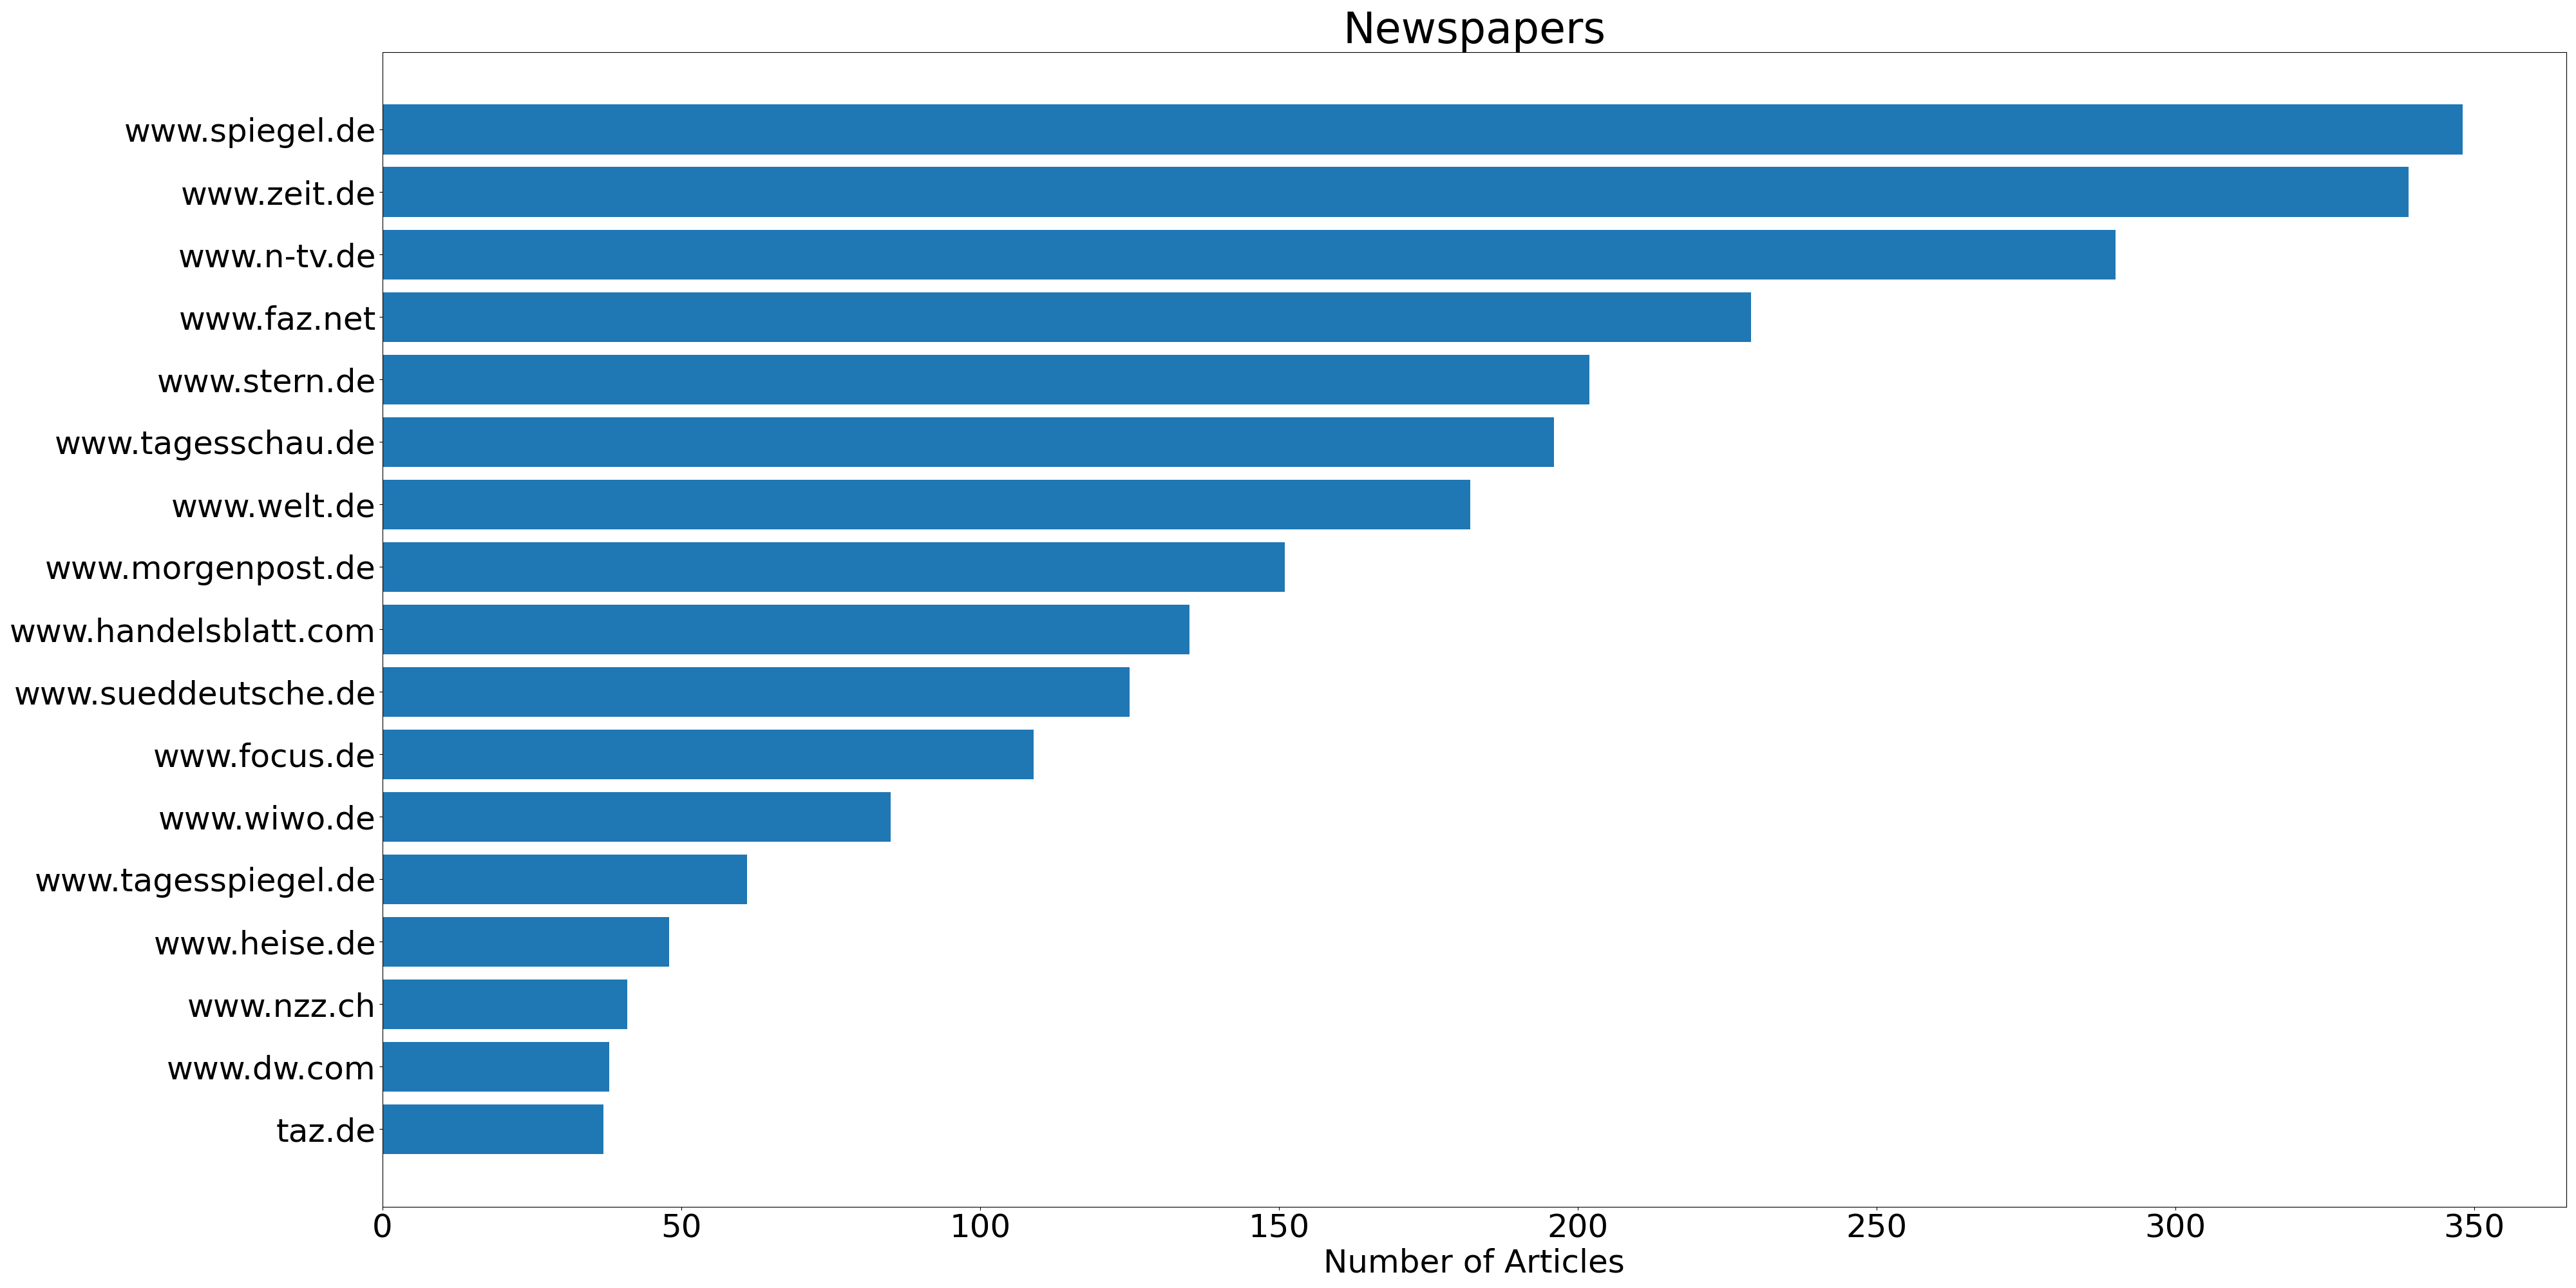 Newspapers
www.spiegel.de
www.zeit.de
www.n-tv.de
www.faz.net
www.stern.de
www.tagesschau.de
www.welt.de
www.morgenpost.de
www.handelsblatt.com
www.sueddeutsche.de
www.focus.de
www.wiwo.de
www.tagesspiegel.de
www.heise.de
www.nzz.ch
www.dw.com
taz.de
0 50 100 150 200 250 300 350
Number of Articles